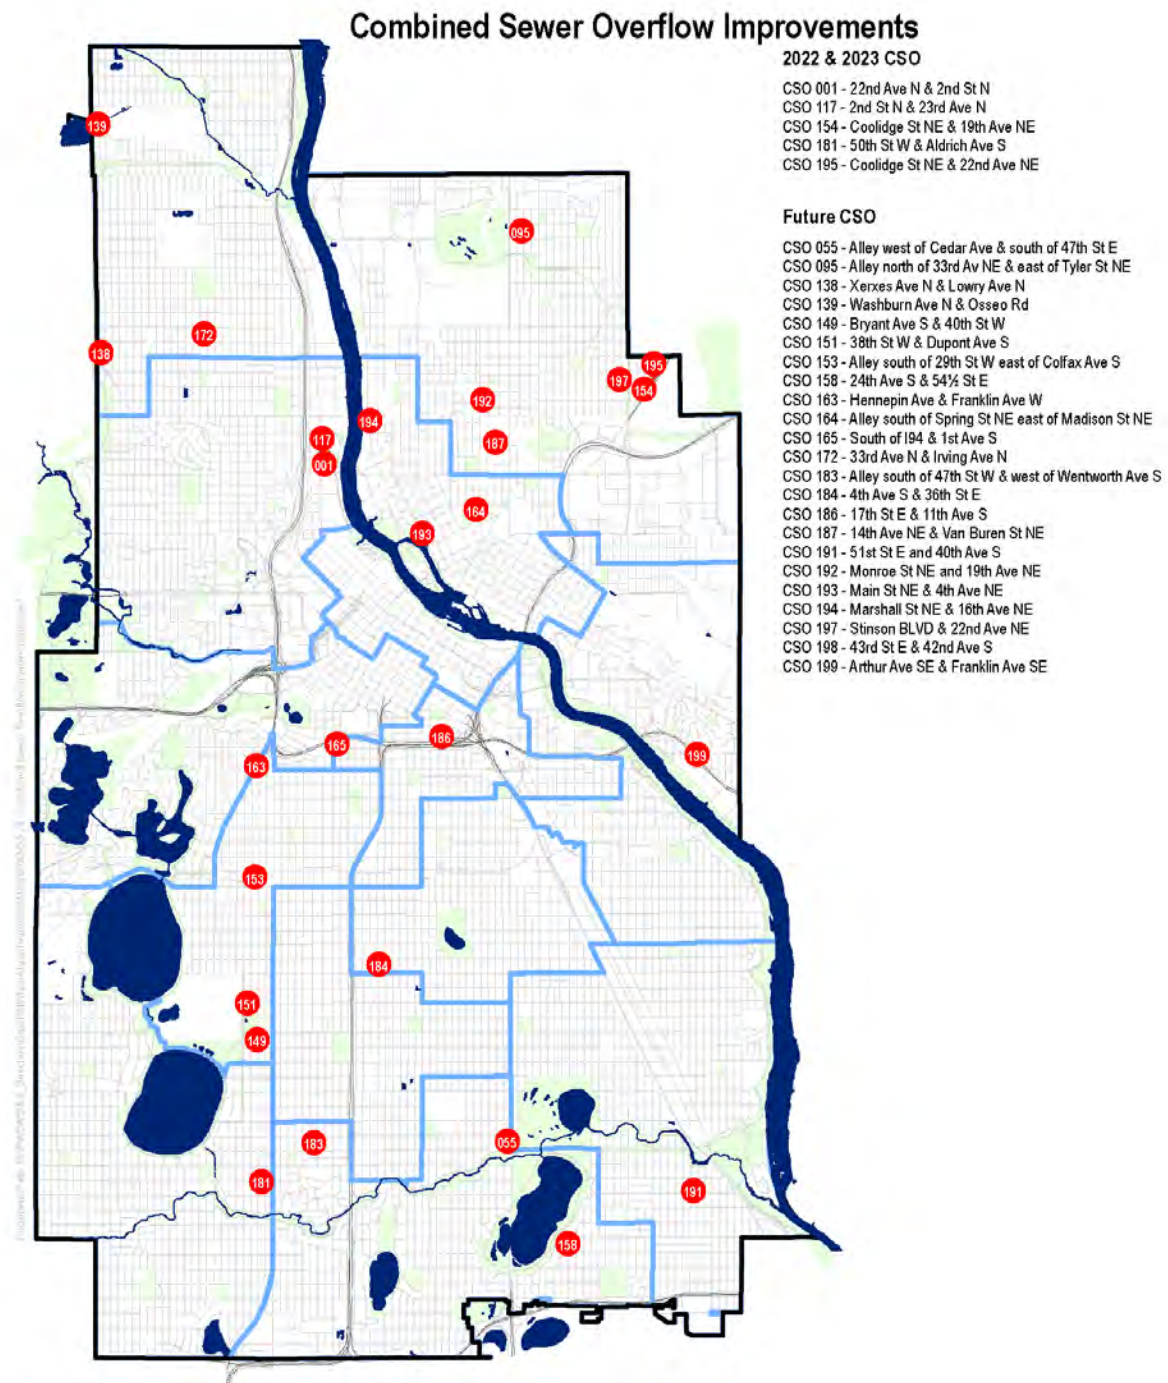 Combined Sewer Overflow Improvements
2022 & 2023 CSO
CSO 001 - 22nd Ave N & 2nd St N
CSO 117 - 2nd St N & 23rd Ave N
CSO 154 - Coolidge St NE & 19th Ave NE
CSO 181 - 50th St W & Aldrich Ave S
CSO 195 - Coolidge St NE & 22nd Ave NE
Future CSO
CSO 055 - Alley west of Cedar Ave & south of 47th St E
CSO 095 - Alley north of 33rd Av NE & east of Tyler St NE
CSO 138 - Xerxes Ave N & Lowry Ave N
CSO 139 - Washburn Ave N & Osseo Rd
CSO 149 - Bryant Ave S & 40th St W
CSO 151 - 38th St W & Dupont Ave S
CSO 153 - Alley south of 29th St W east of Colfax Ave S
CSO 158 - 24th Ave S & 54½ St E
CSO 163 - Hennepin Ave & Franklin Ave W
CSO 164 - Alley south of Spring St NE east of Madison St NE
CSO 165 - South of I94 & 1st Ave S
CSO 172 - 33rd Ave N & Irving Ave N
CSO 183 - Alley south of 47th St W & west of Wentworth Ave S
CSO 184 - 4th Ave S & 36th St E
CSO 186 - 17th St E & 11th Ave S
CSO 187 - 14th Ave NE & Van Buren St NE
CSO 191 - 51st St E and 40th Ave S
CSO 192 - Monroe St NE and 19th Ave NE
CSO 193 - Main St NE & 4th Ave NE
CSO 194 - Marshall St NE & 16th Ave NE
CSO 197 - Stinson BLVD & 22nd Ave NE
CSO 198 - 43rd St E & 42nd Ave S
CSO 199 - Arthur Ave SE & Franklin Ave SE
139
095
172
138
195
197
154
192
194
117
187
001
164
193
186
165
199
163
153
184
151
149
055
183
181
191
158